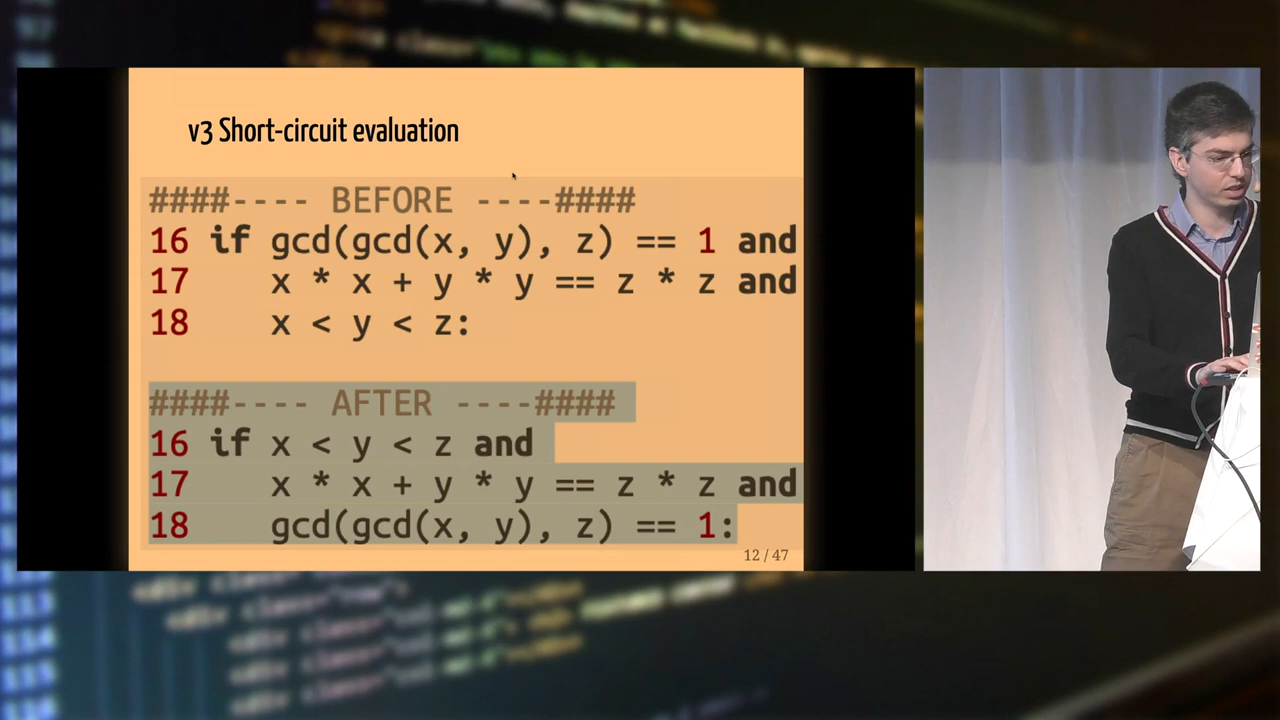 v3 Short-circuit evaluation
####---- BEFORE ----####
16 if gcd(gcd(x, y), z) == 1 and
17 x * x + y * y == z * z and
18 x < y < z:
####---- AFTER ----####
16 if x < y < z and
17 x * x + y * y == z * z and
18 gcd(gcd(x, y), z) == 1:
12 / 47